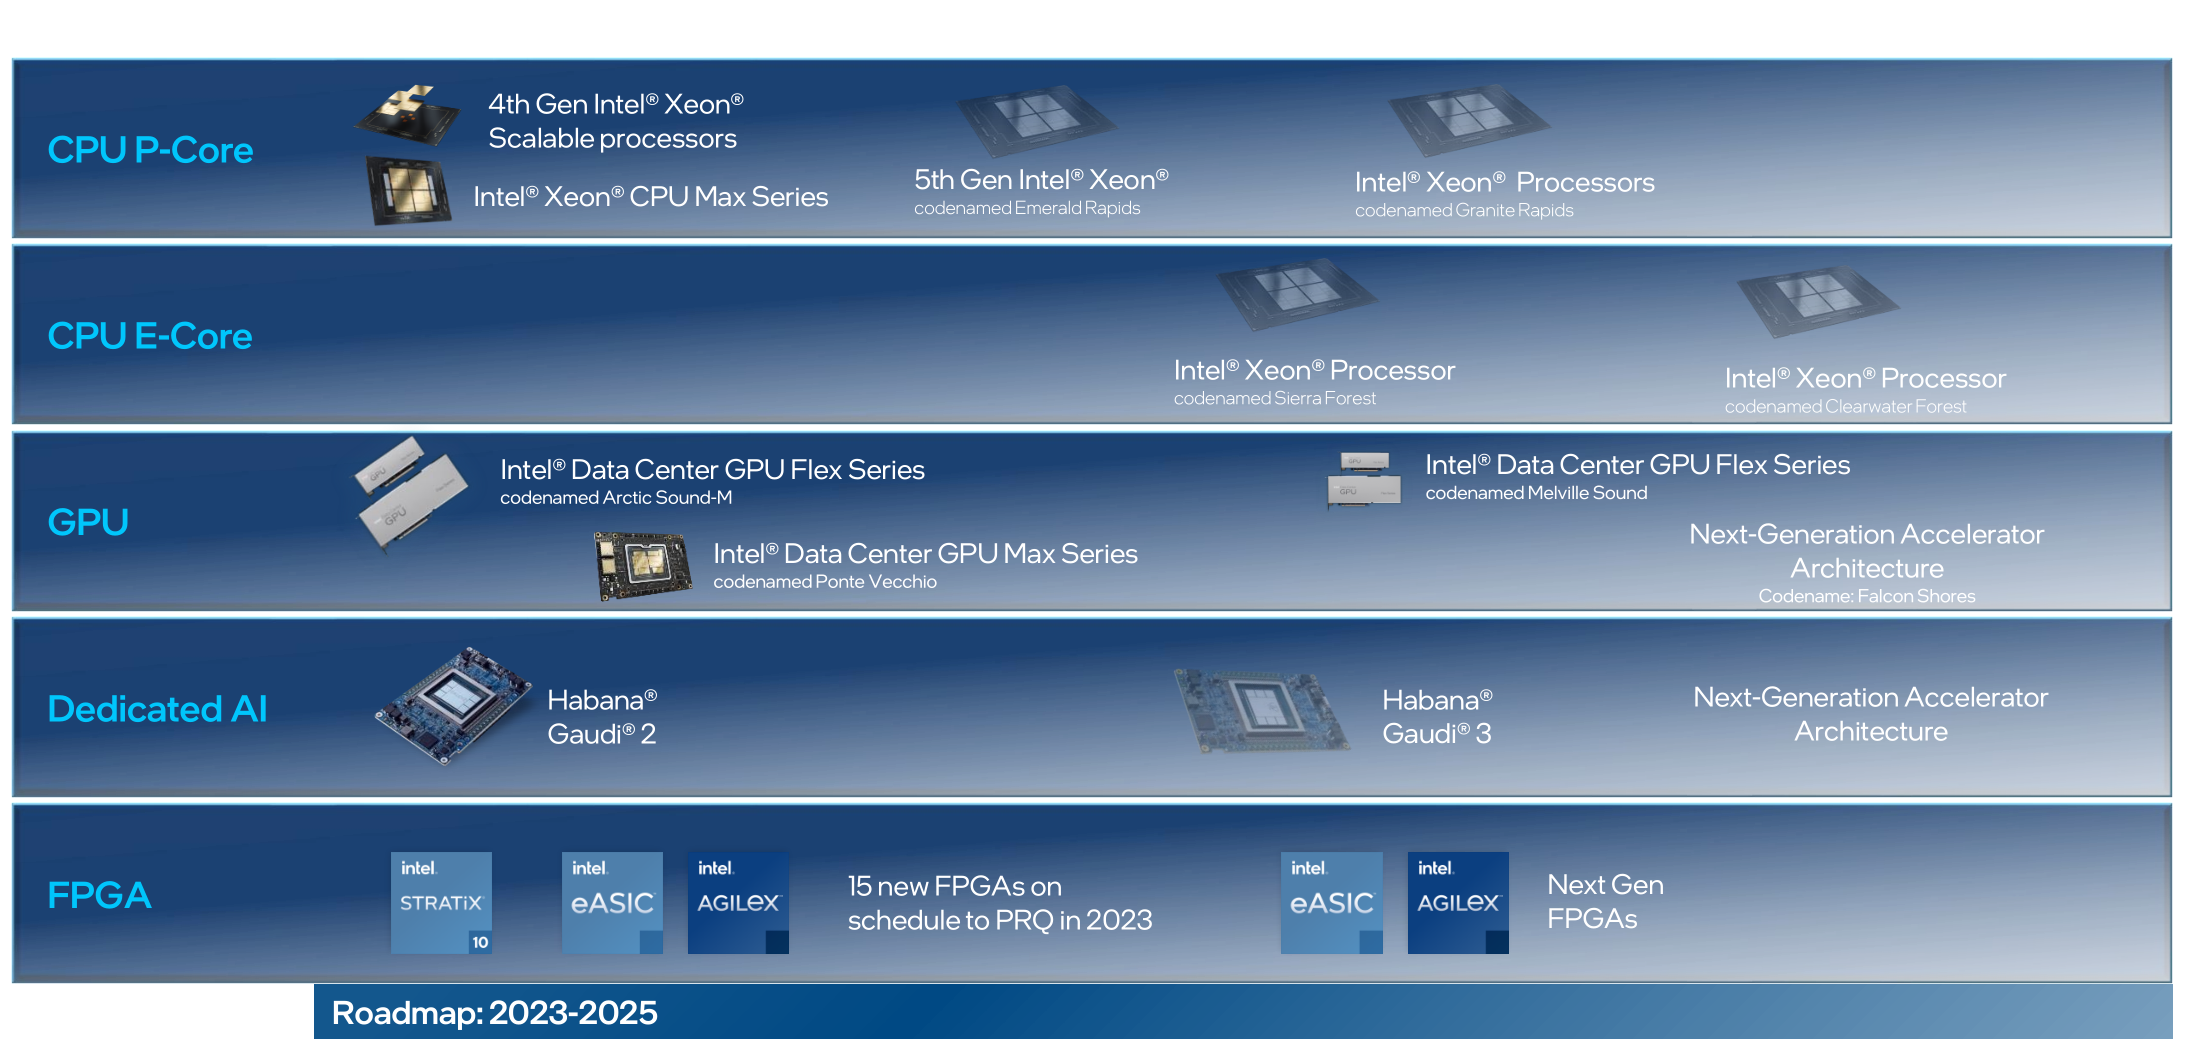 CPU P-Core
4th Gen Intel® Xeon®
Scalable processors
Intel® Xeon® CPU Max Series
5th Gen Intel® Xeon®
codenamed Emerald Rapids
Intel® Xeon® Processors
codenamed Granite Rapids
CPU E-Core
Intel® Xeon® Processor
codenamed Sierra Forest
Intel® Xeon® Processor
codenamed Clearwater Forest
GPU
Intel® Data Center GPU Flex Series
codenamed Arctic Sound-M
Intel® Data Center GPU Max Series
codenamed Ponte Vecchio
Intel® Data Center GPU Flex Series
codenamed Melville Sound
Next-Generation Accelerator
Architecture
Codename: Falcon Shores
Dedicated AI
Habana®
Gaudi® 2
Habana®
Gaudi® 3
Next-Generation Accelerator
Architecture
FPGA
intel.
STRATIX
10
intel.
eASIC
intel.
AGILEX
15 new FPGAs on
schedule to PRQ in 2023
intel.
eASIC
intel.
AGILEX
Next Gen
FPGAs
Roadmap: 2023-2025